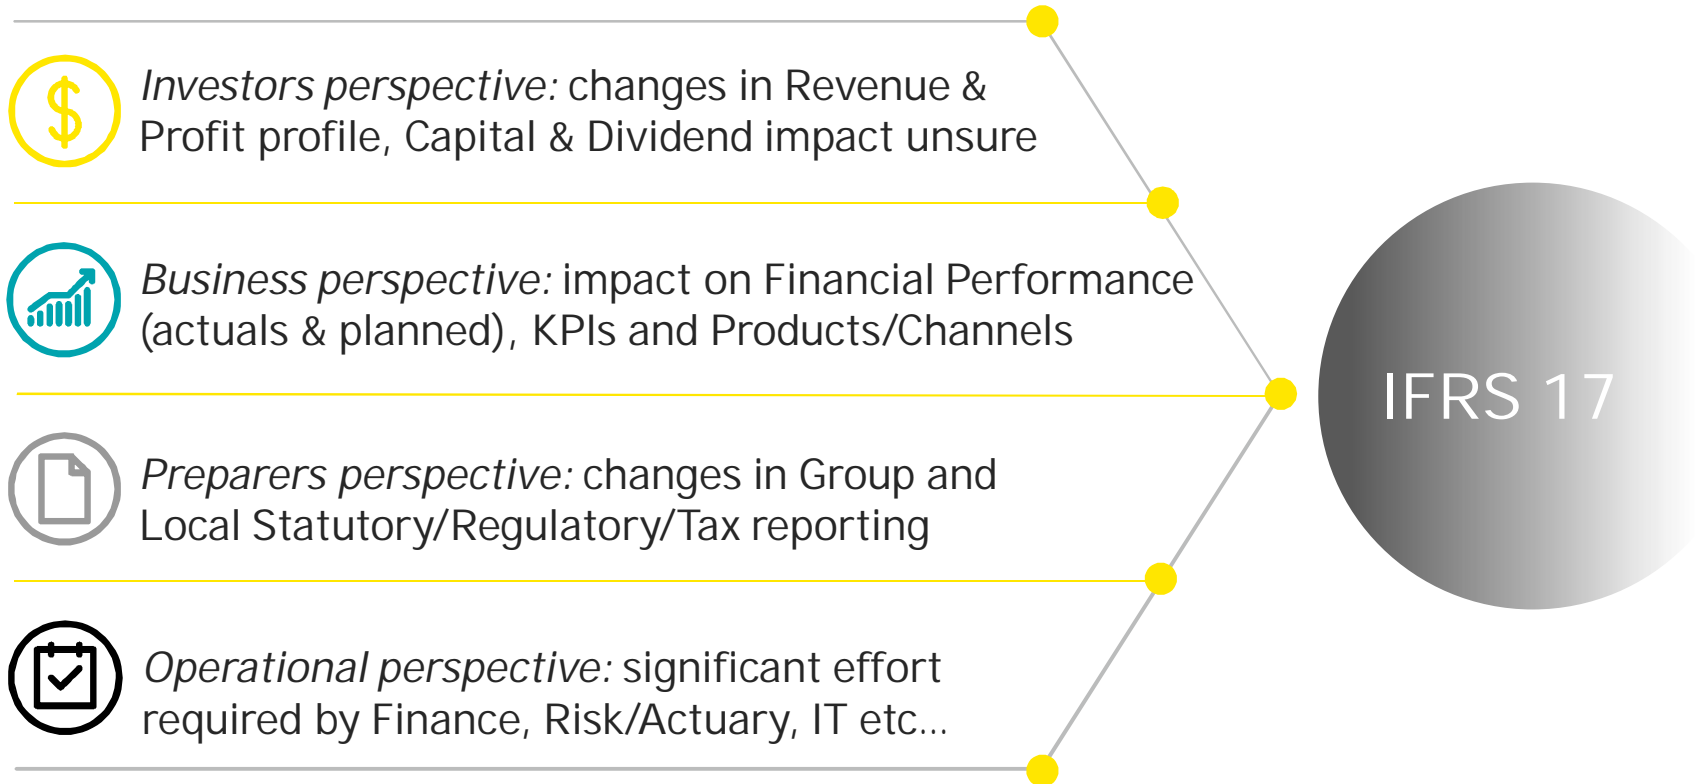 Investors perspective: changes in Revenue &
Profit profile, Capital & Dividend impact unsure
Business perspective: impact on Financial Performance
(actuals & planned), KPIs and Products/Channels
Preparers perspective: changes in Group and
Local Statutory/Regulatory/Tax reporting
Operational perspective: significant effort
required by Finance, Risk/Actuary, IT etc...
IFRS 17